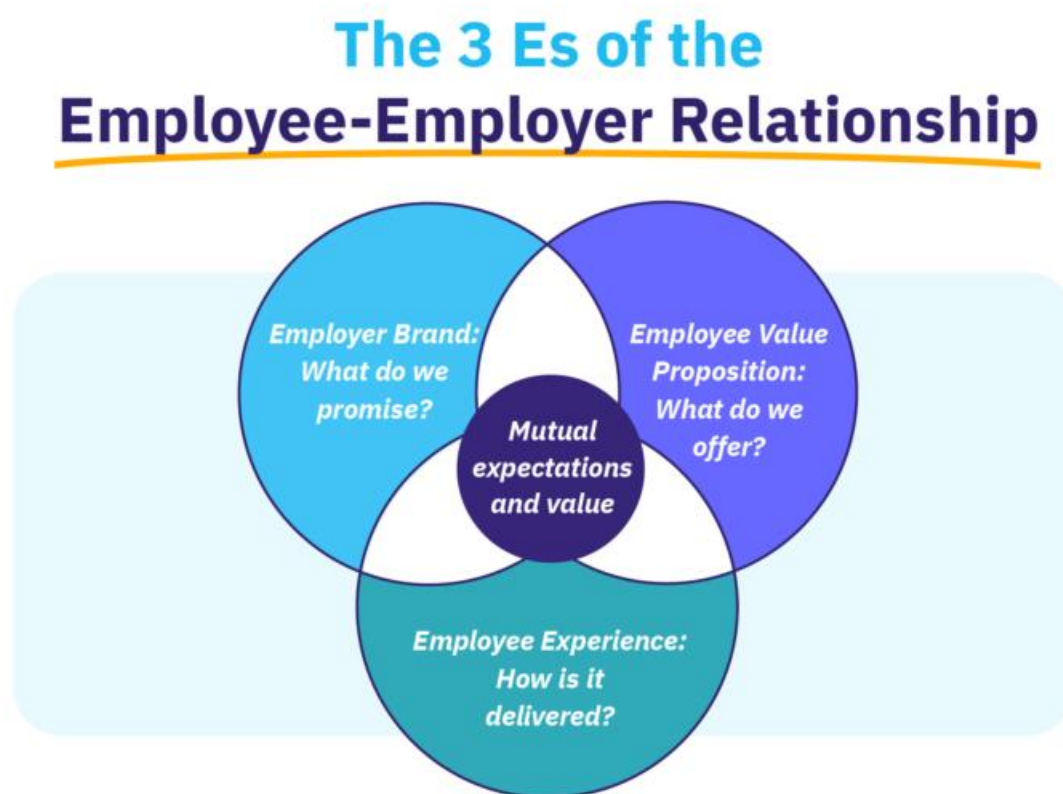 The 3 Es of the
Employee-Employer Relationship
Employer Brand:
What do we
promise?
Employee Value
Proposition:
What do we
offer?
Mutual
expectations
and value
Employee Experience:
How is it
delivered?